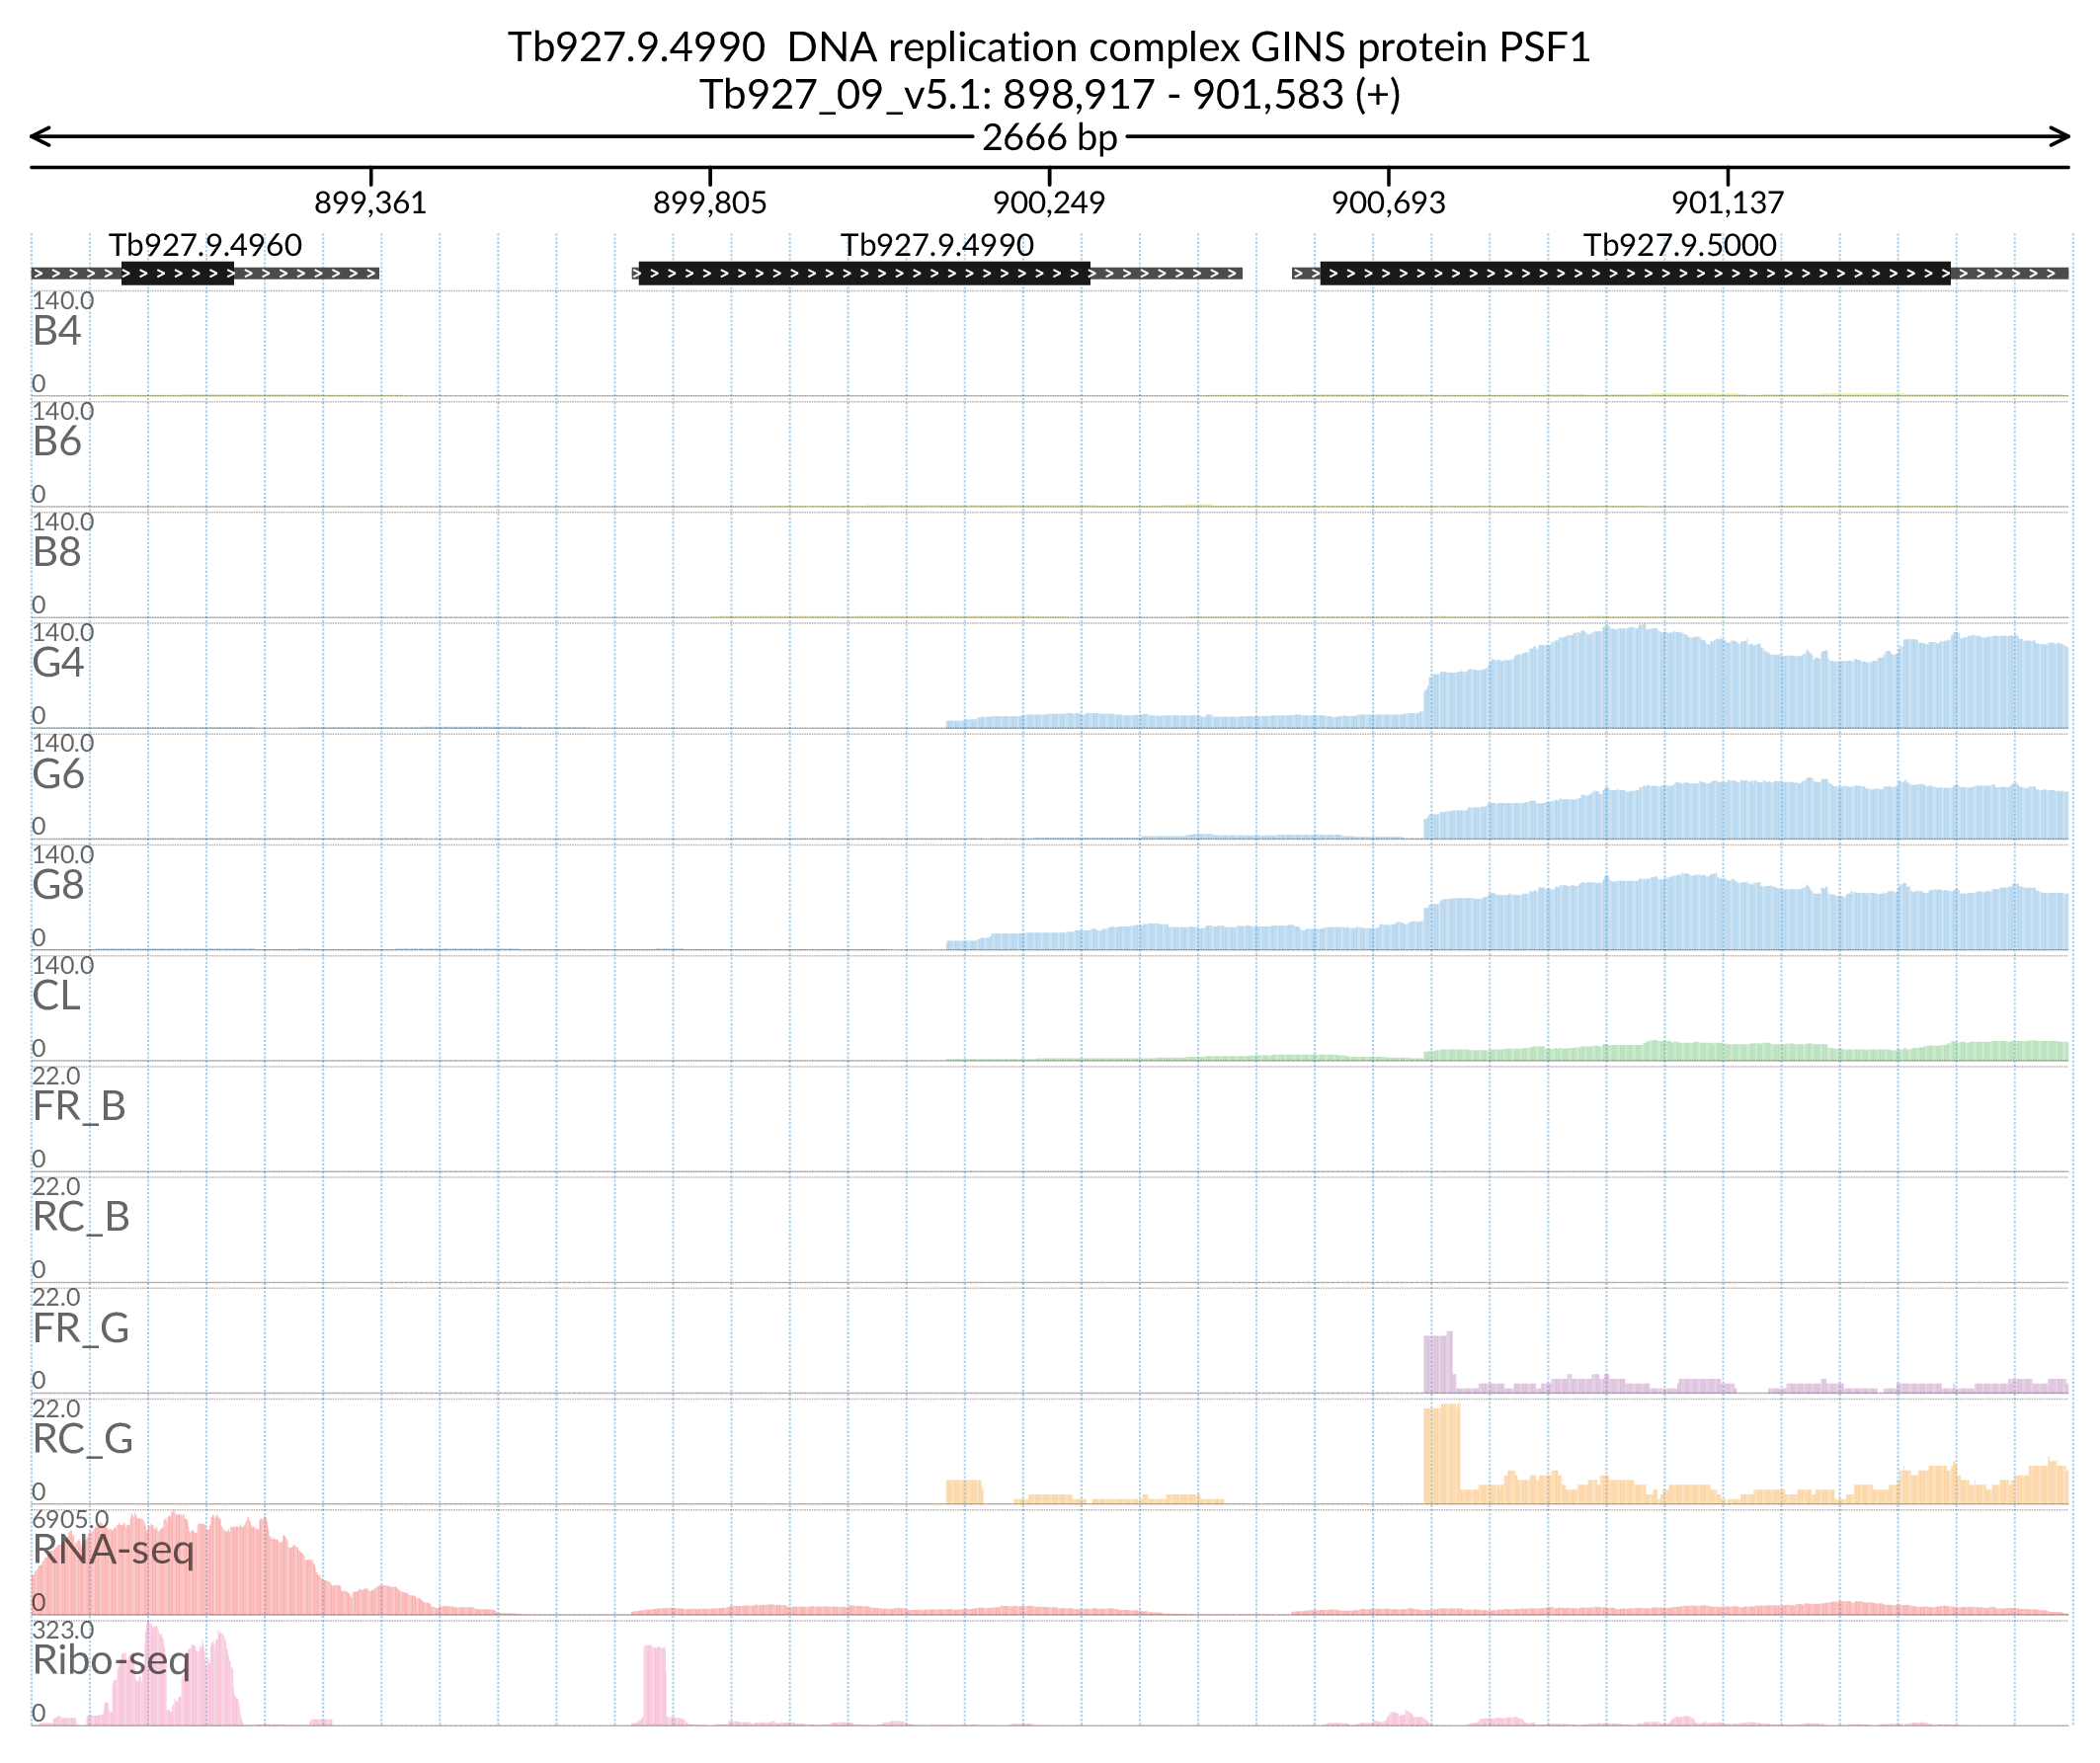 Tb927.9.4990  DNA replication complex GINS protein PSF1
Tb927_09_v5.1: 898,917 - 901,583 (+)
2666 bp
899,361 899,805 900,249 900,693 901,137
Tb927.9.4960 Tb927.9.4990 Tb927.9.5000
140.0
B4
0
140.0
B6
0
140.0
B8
0
140.0
G4
0
140.0
G6
0
140.0
G8
0
140.0
CL
0
22.0
FR_B
0
22.0
RC_B
0
22.0
FR_G
0
22.0
RC_G
0
6905.0
RNA-seq
0
323.0
Ribo-seq
0